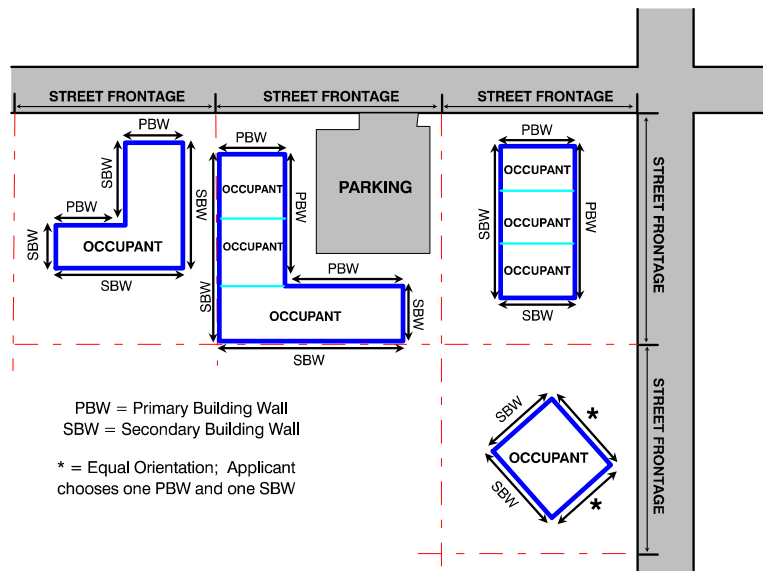 STREET FRONTAGE
STREET FRONTAGE
STREET FRONTAGE
PBW
SBW
SBW
PBW
SBW
OCCUPANT
SBW
PBW
SBW
OCCUPANT
PBW
OCCUPANT
PBW
OCCUPANT
SBW
SBW
PARKING
PBW
SBW
OCCUPANT
PBW
OCCUPANT
OCCUPANT
SBW
STREET FRONTAGE
STREET FRONTAGE
SBW
*
OCCUPANT
SBW
*
PBW = Primary Building Wall
SBW = Secondary Building Wall
* = Equal Orientation; Applicant
chooses one PBW and one SBW